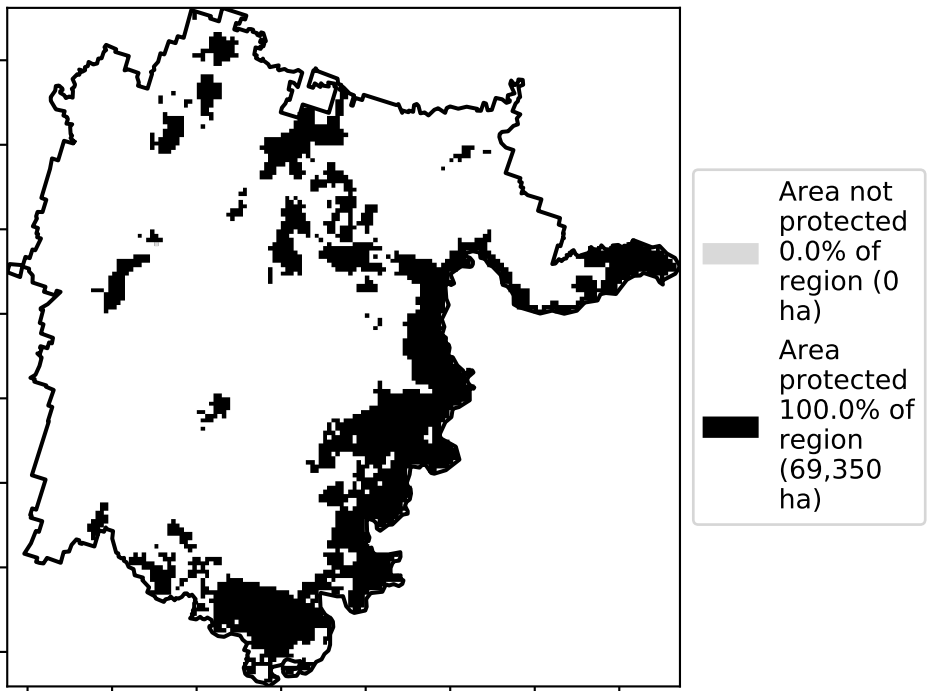 Area not
protected
0.0% of
region (0
ha)
Area
protected
100.0% of
region
(69,350
ha)